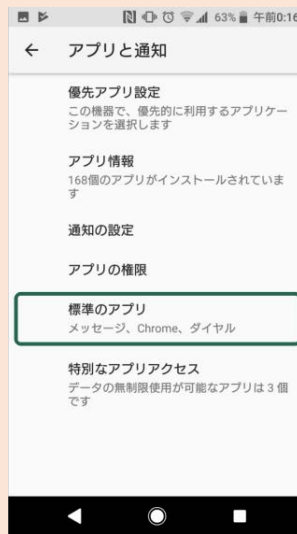 63% 午前0:16
アプリと通知
優先アプリ設定
この機器で、優先的に利用するアプリケー
ションを選択します
アプリ情報
168個のアプリがインストールされていま
す
通知の設定
アプリの権限
標準のアプリ
メッセージ、Chrome、ダイヤル
特別なアプリアクセス
データの無制限使用が可能なアプリは 3 個
です